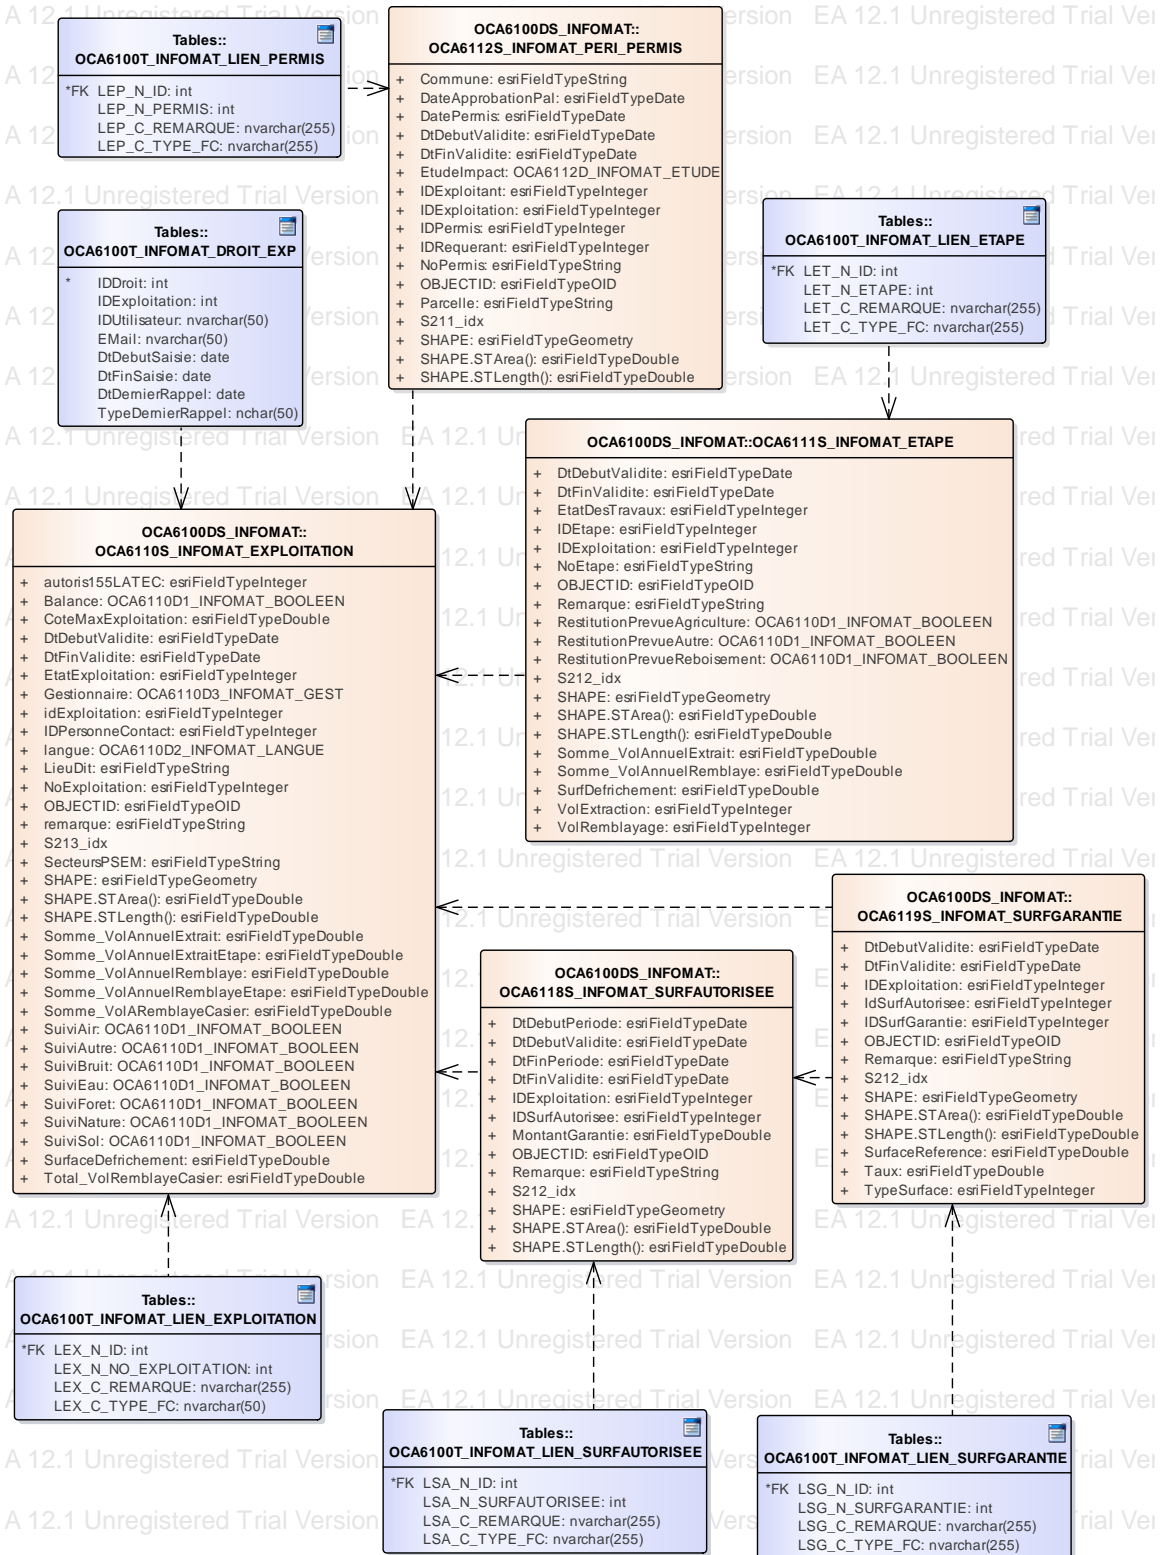 Tables::
OCA6100T_INFOMAT_LIEN_PERMIS
*FK LEP_N_ID: int
LEP_N_PERMIS: int
LEP_C_REMARQUE: nvarchar(255)
LEP_C_TYPE_FC: nvarchar(255)
OCA6100DS_INFOMAT::
OCA6112S_INFOMAT_PERI_PERMIS
+ Commune: esriFieldTypeString
+ DateApprobationPal: esriFieldTypeDate
+ DatePermis: esriFieldTypeDate
+ DtDebutValidite: esriFieldTypeDate
+ DtFinValidite: esriFieldTypeDate
+ EtudeImpact: OCA6112D_INFOMAT_ETUDE
+ IDExploitant: esriFieldTypeInteger
+ IDExploitation: esriFieldTypeInteger
+ IDPermis: esriFieldTypeInteger
+ IDRequerant: esriFieldTypeInteger
+ NoPermis: esriFieldTypeString
+ OBJECTID: esriFieldTypeOID
+ Parcelle: esriFieldTypeString
+ S211_idx
+ SHAPE: esriFieldTypeGeometry
+ SHAPE.STArea(): esriFieldTypeDouble
+ SHAPE.STLength(): esriFieldTypeDouble
Tables::
OCA6100T_INFOMAT_DROIT_EXP
* IDDroit: int
IDExploitation: int
IDUtilisateur: nvarchar(50)
EMail: nvarchar(50)
DtDebutSaisie: date
DtFinSaisie: date
DtDernierRappel: date
TypeDernierRappel: nchar(50)
Tables::
OCA6100T_INFOMAT_LIEN_ETAPE
*FK LET_N_ID: int
LET_N_ETAPE: int
LET_C_REMARQUE: nvarchar(255)
LET_C_TYPE_FC: nvarchar(255)
OCA6100DS_INFOMAT::OCA6111S_INFOMAT_ETAPE
+ DtDebutValidite: esriFieldTypeDate
+ DtFinValidite: esriFieldTypeDate
+ EtatDesTravaux: esriFieldTypeInteger
+ IDEtape: esriFieldTypeInteger
+ IDExploitation: esriFieldTypeInteger
+ NoEtape: esriFieldTypeString
+ OBJECTID: esriFieldTypeOID
+ Remarque: esriFieldTypeString
+ RestitutionPrevueAgriculture: OCA6110D1_INFOMAT_BOOLEEN
+ RestitutionPrevueAutre: OCA6110D1_INFOMAT_BOOLEEN
+ RestitutionPrevueReboisement: OCA6110D1_INFOMAT_BOOLEEN
+ S212_idx
+ SHAPE: esriFieldTypeGeometry
+ SHAPE.STArea(): esriFieldTypeDouble
+ SHAPE.STLength(): esriFieldTypeDouble
+ Somme_VolAnnuelExtrait: esriFieldTypeDouble
+ Somme_VolAnnuelRemblaye: esriFieldTypeDouble
+ SurfDefrichement: esriFieldTypeDouble
+ VolExtraction: esriFieldTypeInteger
+ VolRemblayage: esriFieldTypeInteger
OCA6100DS_INFOMAT::
OCA6110S_INFOMAT_EXPLOITATION
+ autoris155LATEC: esriFieldTypeInteger
+ Balance: OCA6110D1_INFOMAT_BOOLEEN
+ CoteMaxExploitation: esriFieldTypeDouble
+ DtDebutValidite: esriFieldTypeDate
+ DtFinValidite: esriFieldTypeDate
+ EtatExploitation: esriFieldTypeInteger
+ Gestionnaire: OCA6110D3_INFOMAT_GEST
+ idExploitation: esriFieldTypeInteger
+ IDPersonneContact: esriFieldTypeInteger
+ langue: OCA6110D2_INFOMAT_LANGUE
+ LieuDit: esriFieldTypeString
+ NoExploitation: esriFieldTypeInteger
+ OBJECTID: esriFieldTypeOID
+ remarque: esriFieldTypeString
+ S213_idx
+ SecteursPSEM: esriFieldTypeString
+ SHAPE: esriFieldTypeGeometry
+ SHAPE.STArea(): esriFieldTypeDouble
+ SHAPE.STLength(): esriFieldTypeDouble
+ Somme_VolAnnuelExtrait: esriFieldTypeDouble
+ Somme_VolAnnuelExtraitEtape: esriFieldTypeDouble
+ Somme_VolAnnuelRemblaye: esriFieldTypeDouble
+ Somme_VolAnnuelRemblayeEtape: esriFieldTypeDouble
+ Somme_VolARemblayeCasier: esriFieldTypeDouble
+ SuiviAir: OCA6110D1_INFOMAT_BOOLEEN
+ SuiviAutre: OCA6110D1_INFOMAT_BOOLEEN
+ SuiviBruit: OCA6110D1_INFOMAT_BOOLEEN
+ SuiviEau: OCA6110D1_INFOMAT_BOOLEEN
+ SuiviForet: OCA6110D1_INFOMAT_BOOLEEN
+ SuiviNature: OCA6110D1_INFOMAT_BOOLEEN
+ SuiviSol: OCA6110D1_INFOMAT_BOOLEEN
+ SurfaceDefrichement: esriFieldTypeDouble
+ Total_VolRemblayeCasier: esriFieldTypeDouble
OCA6100DS_INFOMAT::
OCA6119S_INFOMAT_SURFGARANTIE
+ DtDebutValidite: esriFieldTypeDate
+ DtFinValidite: esriFieldTypeDate
+ IDExploitation: esriFieldTypeInteger
+ IdSurfAutorisee: esriFieldTypeInteger
+ IDSurfGarantie: esriFieldTypeInteger
+ OBJECTID: esriFieldTypeOID
+ Remarque: esriFieldTypeString
+ S212_idx
+ SHAPE: esriFieldTypeGeometry
+ SHAPE.STArea(): esriFieldTypeDouble
+ SHAPE.STLength(): esriFieldTypeDouble
+ SurfaceReference: esriFieldTypeDouble
+ Taux: esriFieldTypeDouble
+ TypeSurface: esriFieldTypeInteger
OCA6100DS_INFOMAT::
OCA6118S_INFOMAT_SURFAUTORISEE
+ DtDebutPeriode: esriFieldTypeDate
+ DtDebutValidite: esriFieldTypeDate
+ DtFinPeriode: esriFieldTypeDate
+ DtFinValidite: esriFieldTypeDate
+ IDExploitation: esriFieldTypeInteger
+ IDSurfAutorisee: esriFieldTypeInteger
+ MontantGarantie: esriFieldTypeDouble
+ OBJECTID: esriFieldTypeOID
+ Remarque: esriFieldTypeString
+ S212_idx
+ SHAPE: esriFieldTypeGeometry
+ SHAPE.STArea(): esriFieldTypeDouble
+ SHAPE.STLength(): esriFieldTypeDouble
Tables::
OCA6100T_INFOMAT_LIEN_EXPLOITATION
*FK LEX_N_ID: int
LEX_N_NO_EXPLOITATION: int
LEX_C_REMARQUE: nvarchar(255)
LEX_C_TYPE_FC: nvarchar(50)
Tables::
OCA6100T_INFOMAT_LIEN_SURFAUTORISEE
*FK LSA_N_ID: int
LSA_N_SURFAUTORISEE: int
LSA_C_REMARQUE: nvarchar(255)
LSA_C_TYPE_FC: nvarchar(255)
Tables::
OCA6100T_INFOMAT_LIEN_SURFGARANTIE
*FK LSG_N_ID: int
LSG_N_SURFGARANTIE: int
LSG_C_REMARQUE: nvarchar(255)
LSG_C_TYPE_FC: nvarchar(255)
EA 12.1 Unregistered Trial Version